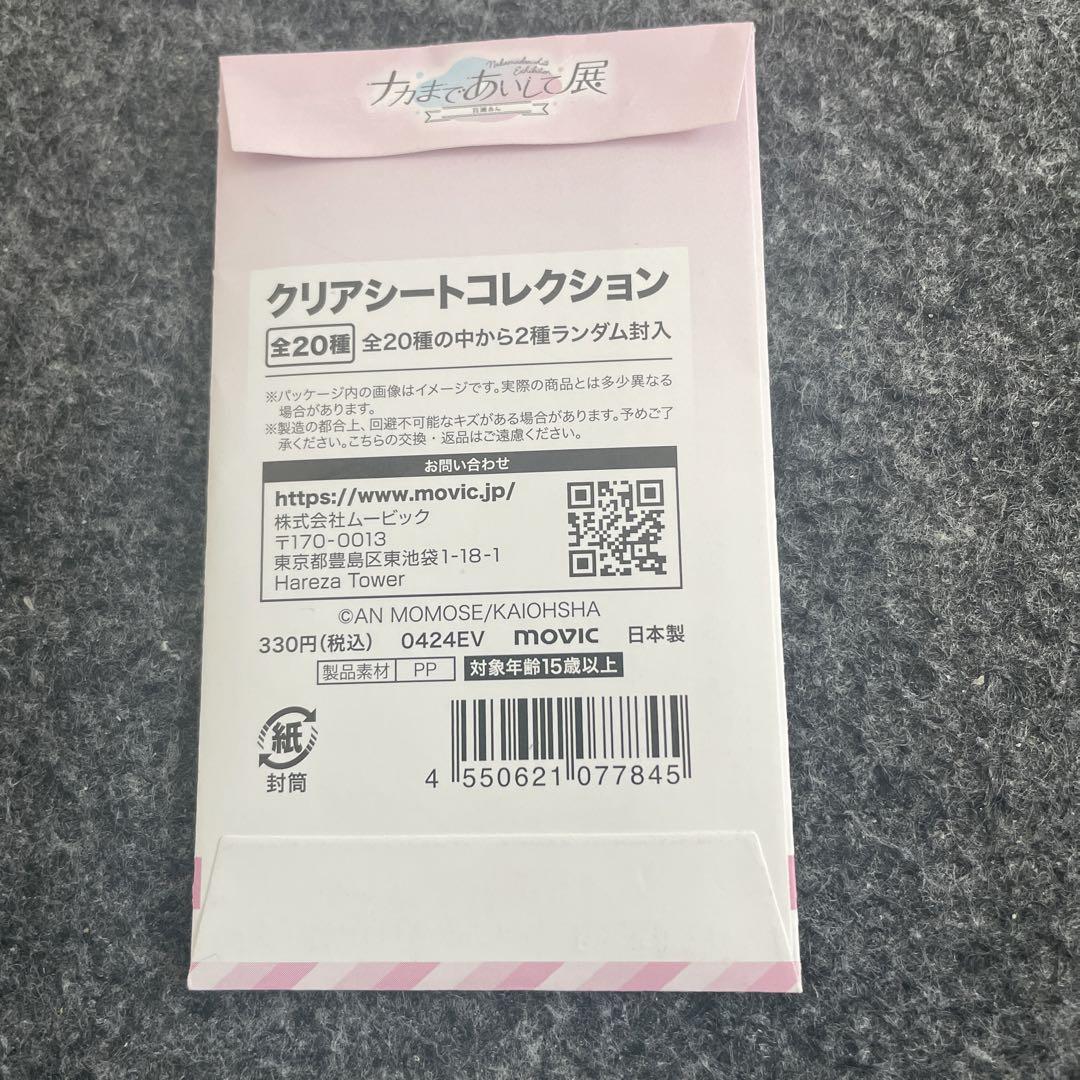 ナカまであいして展
Exhibition
百瀬あん
クリアシートコレクション
全20種 全20種の中から2種ランダム封入
※パッケージ内の画像はイメージです。実際の商品とは多少異なる
場合があります。
※製造の都合上、回避不可能なキズがある場合があります。予めご了
承ください。こちらの交換・返品はご遠慮ください。
お問い合わせ
https://www.movic.jp/
株式会社ムービック
〒170-0013
東京都豊島区東池袋1-18-1
Hareza Tower
©AN MOMOSE/KAIOHSHA
330円(税込) 0424EV movic 日本製
製品素材 PP 対象年齢15歳以上
紙
封筒
4 550621 077845